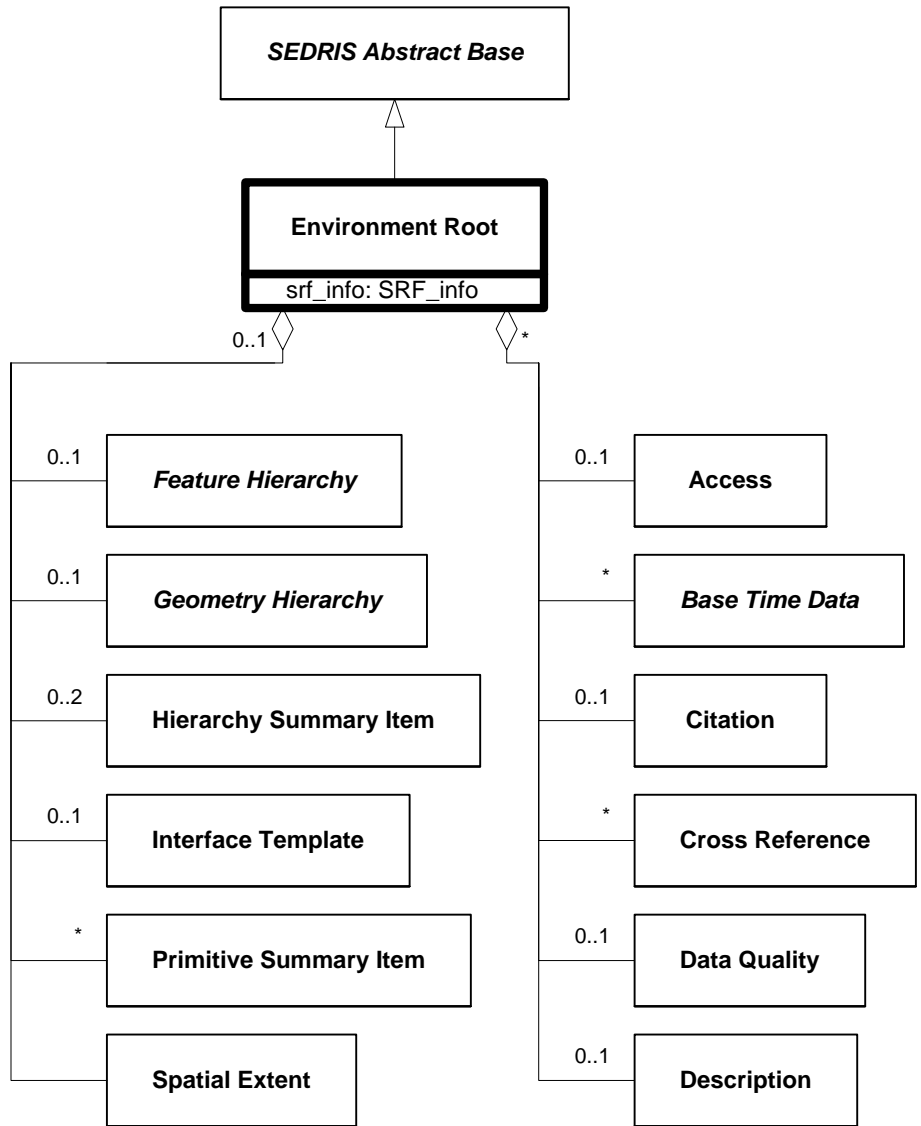 SEDRIS Abstract Base
Environment Root
srf_info: SRF_info
0..1
*
0..1
Feature Hierarchy
0..1
Geometry Hierarchy
0..2
Hierarchy Summary Item
0..1
Interface Template
*
Primitive Summary Item
Spatial Extent
0..1
Access
*
Base Time Data
0..1
Citation
*
Cross Reference
0..1
Data Quality
0..1
Description